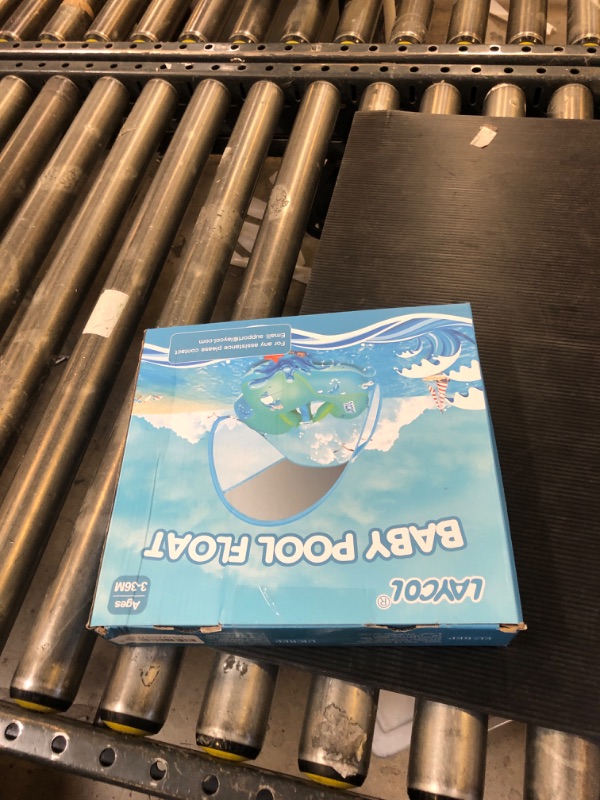 LAYCOL®
BABY POOL FLOAT
Ages
3-36M
For any assistance please contact
Email: support@laycol.com